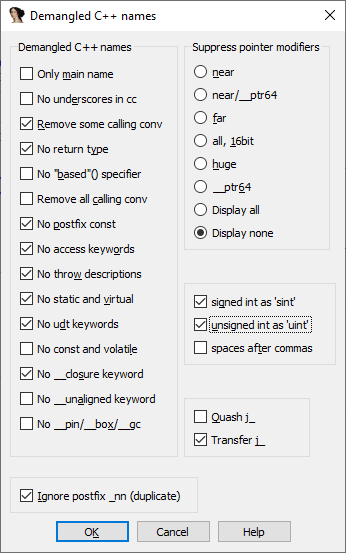 Demangled C++ names
Demangled C++ names
Only main name
No underscores in cc
Remove some calling conv
No return type
No "based"() specifier
Remove all calling conv
No postfix const
No access keywords
No throw descriptions
No static and virtual
No udt keywords
No const and volatile
No __closure keyword
No __unaligned keyword
No __pin/__box/__gc
Suppress pointer modifiers
near
near/__ptr64
far
all, 16bit
huge
__ptr64
Display all
Display none
signed int as 'sint'
unsigned int as 'uint'
spaces after commas
Quash j_
Transfer j_
Ignore postfix _nn (duplicate)
OK
Cancel
Help